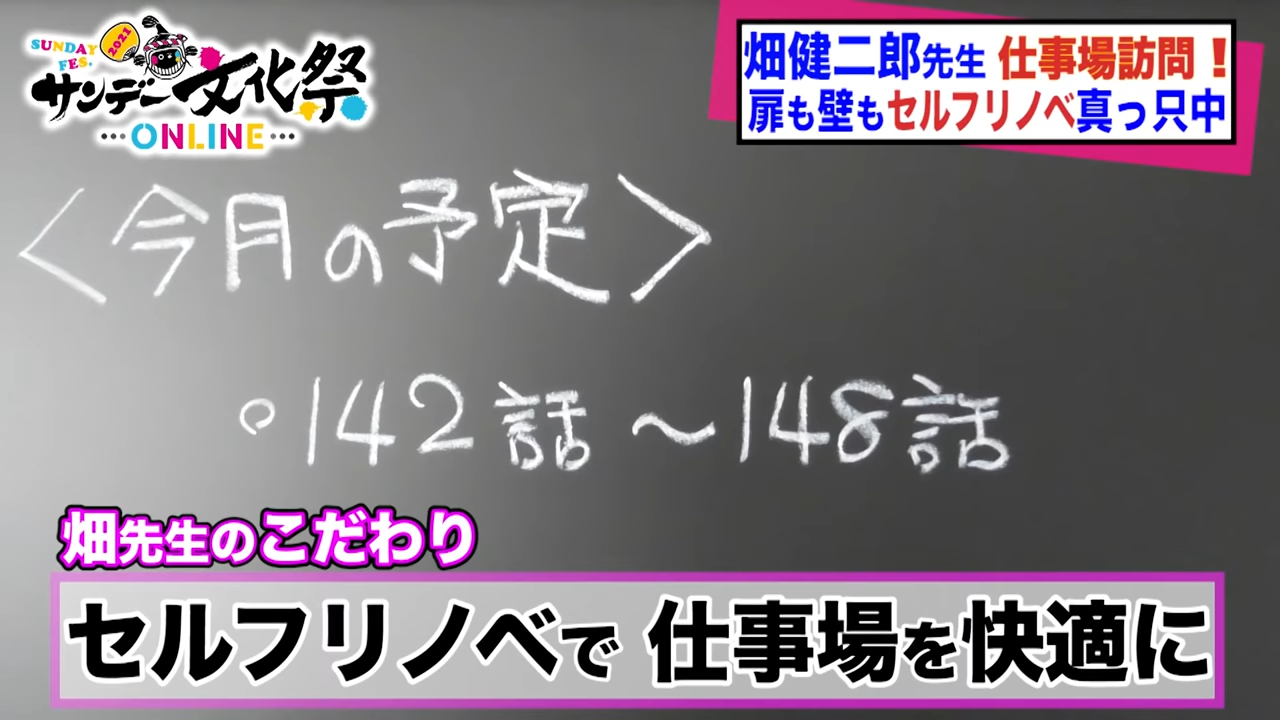 SUNDAY
FES.
2021
サンデー文化祭
…ONLINE…
畑健二郎先生 仕事場訪問！
扉も壁もセルフリノベ真っ只中
＜今月の予定＞
◦142話～148話
畑先生のこだわり
セルフリノベで 仕事場を快適に